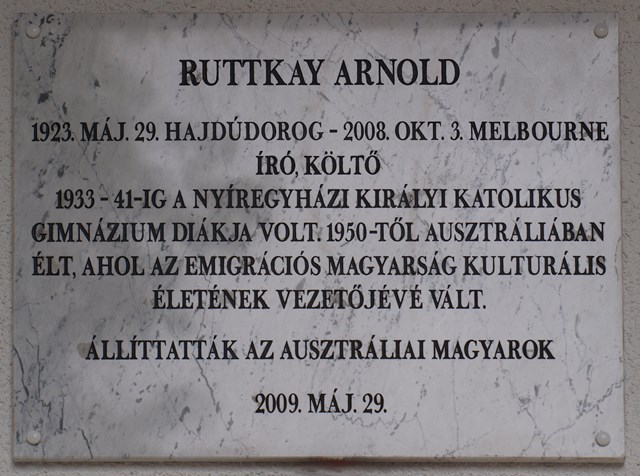 RUTTKAY ARNOLD
1923. MÁJ. 29. HAJDÚDOROG - 2008. OKT. 3. MELBOURNE
ÍRÓ, KÖLTŐ
1933 - 41-IG A NYÍREGYHÁZI KIRÁLYI KATOLIKUS
GIMNÁZIUM DIÁKJA VOLT. 1950-TŐL AUSZTRÁLIÁBAN
ÉLT, AHOL AZ EMIGRÁCIÓS MAGYARSÁG KULTURÁLIS
ÉLETÉNEK VEZETŐJÉVÉ VÁLT.
ÁLLÍTTATTÁK AZ AUSZTRÁLIAI MAGYAROK
2009. MÁJ. 29.